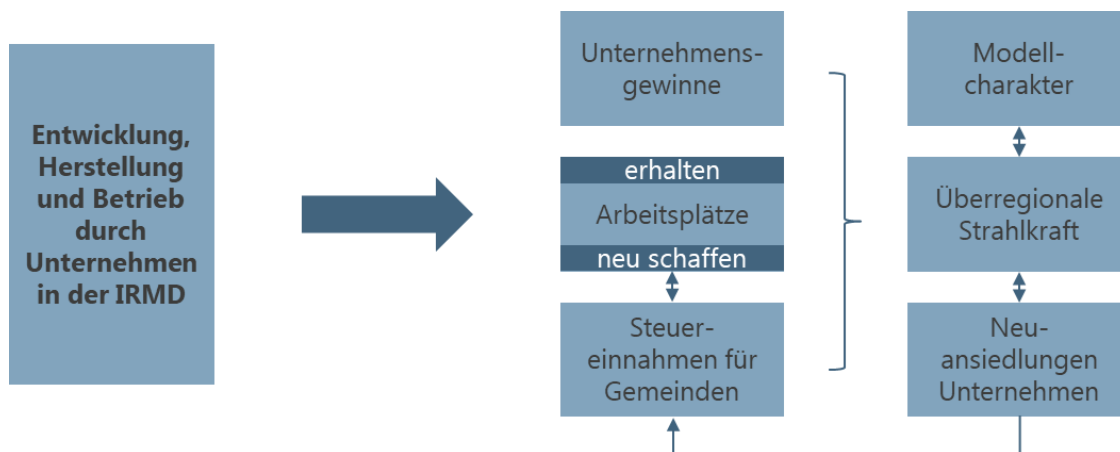 Entwicklung,
Herstellung
und Betrieb
durch
Unternehmen
in der IRMD
Unternehmens-
gewinne
erhalten
Arbeitsplätze
neu schaffen
Steuer-
einnahmen für
Gemeinden
Modell-
charakter
Überregionale
Strahlkraft
Neu-
ansiedlungen
Unternehmen